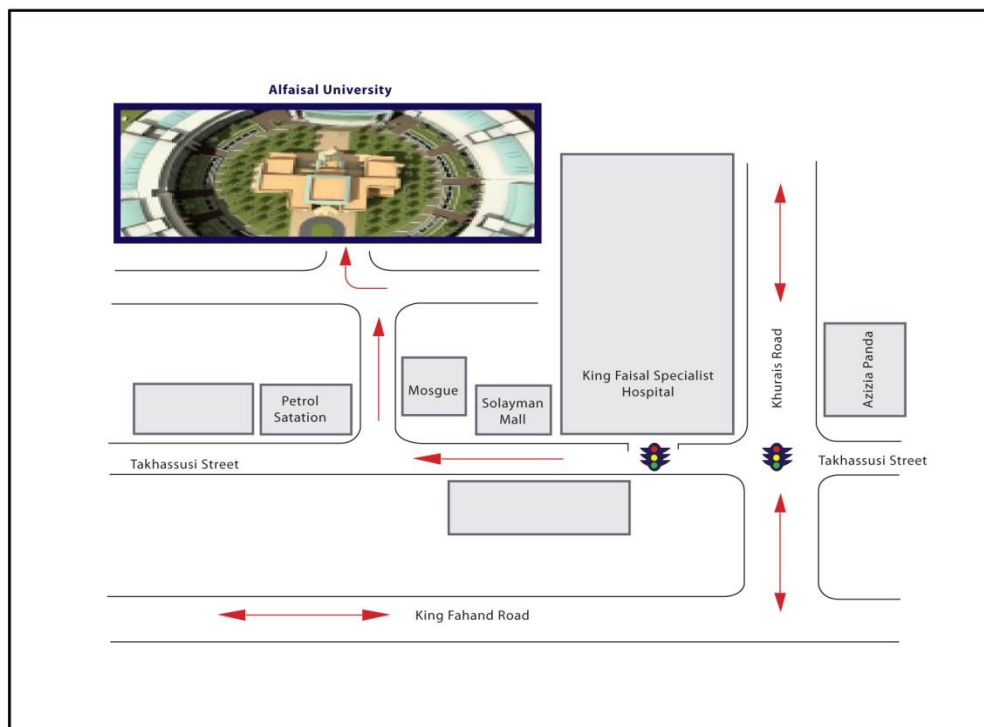 Alfaisal University
King Faisal Specialist
Hospital
Khurais Road
Azizia Panda
Mosgue
Solayman
Mall
Petrol
Satation
Takhassusi Street
Takhassusi Street
King Fahand Road